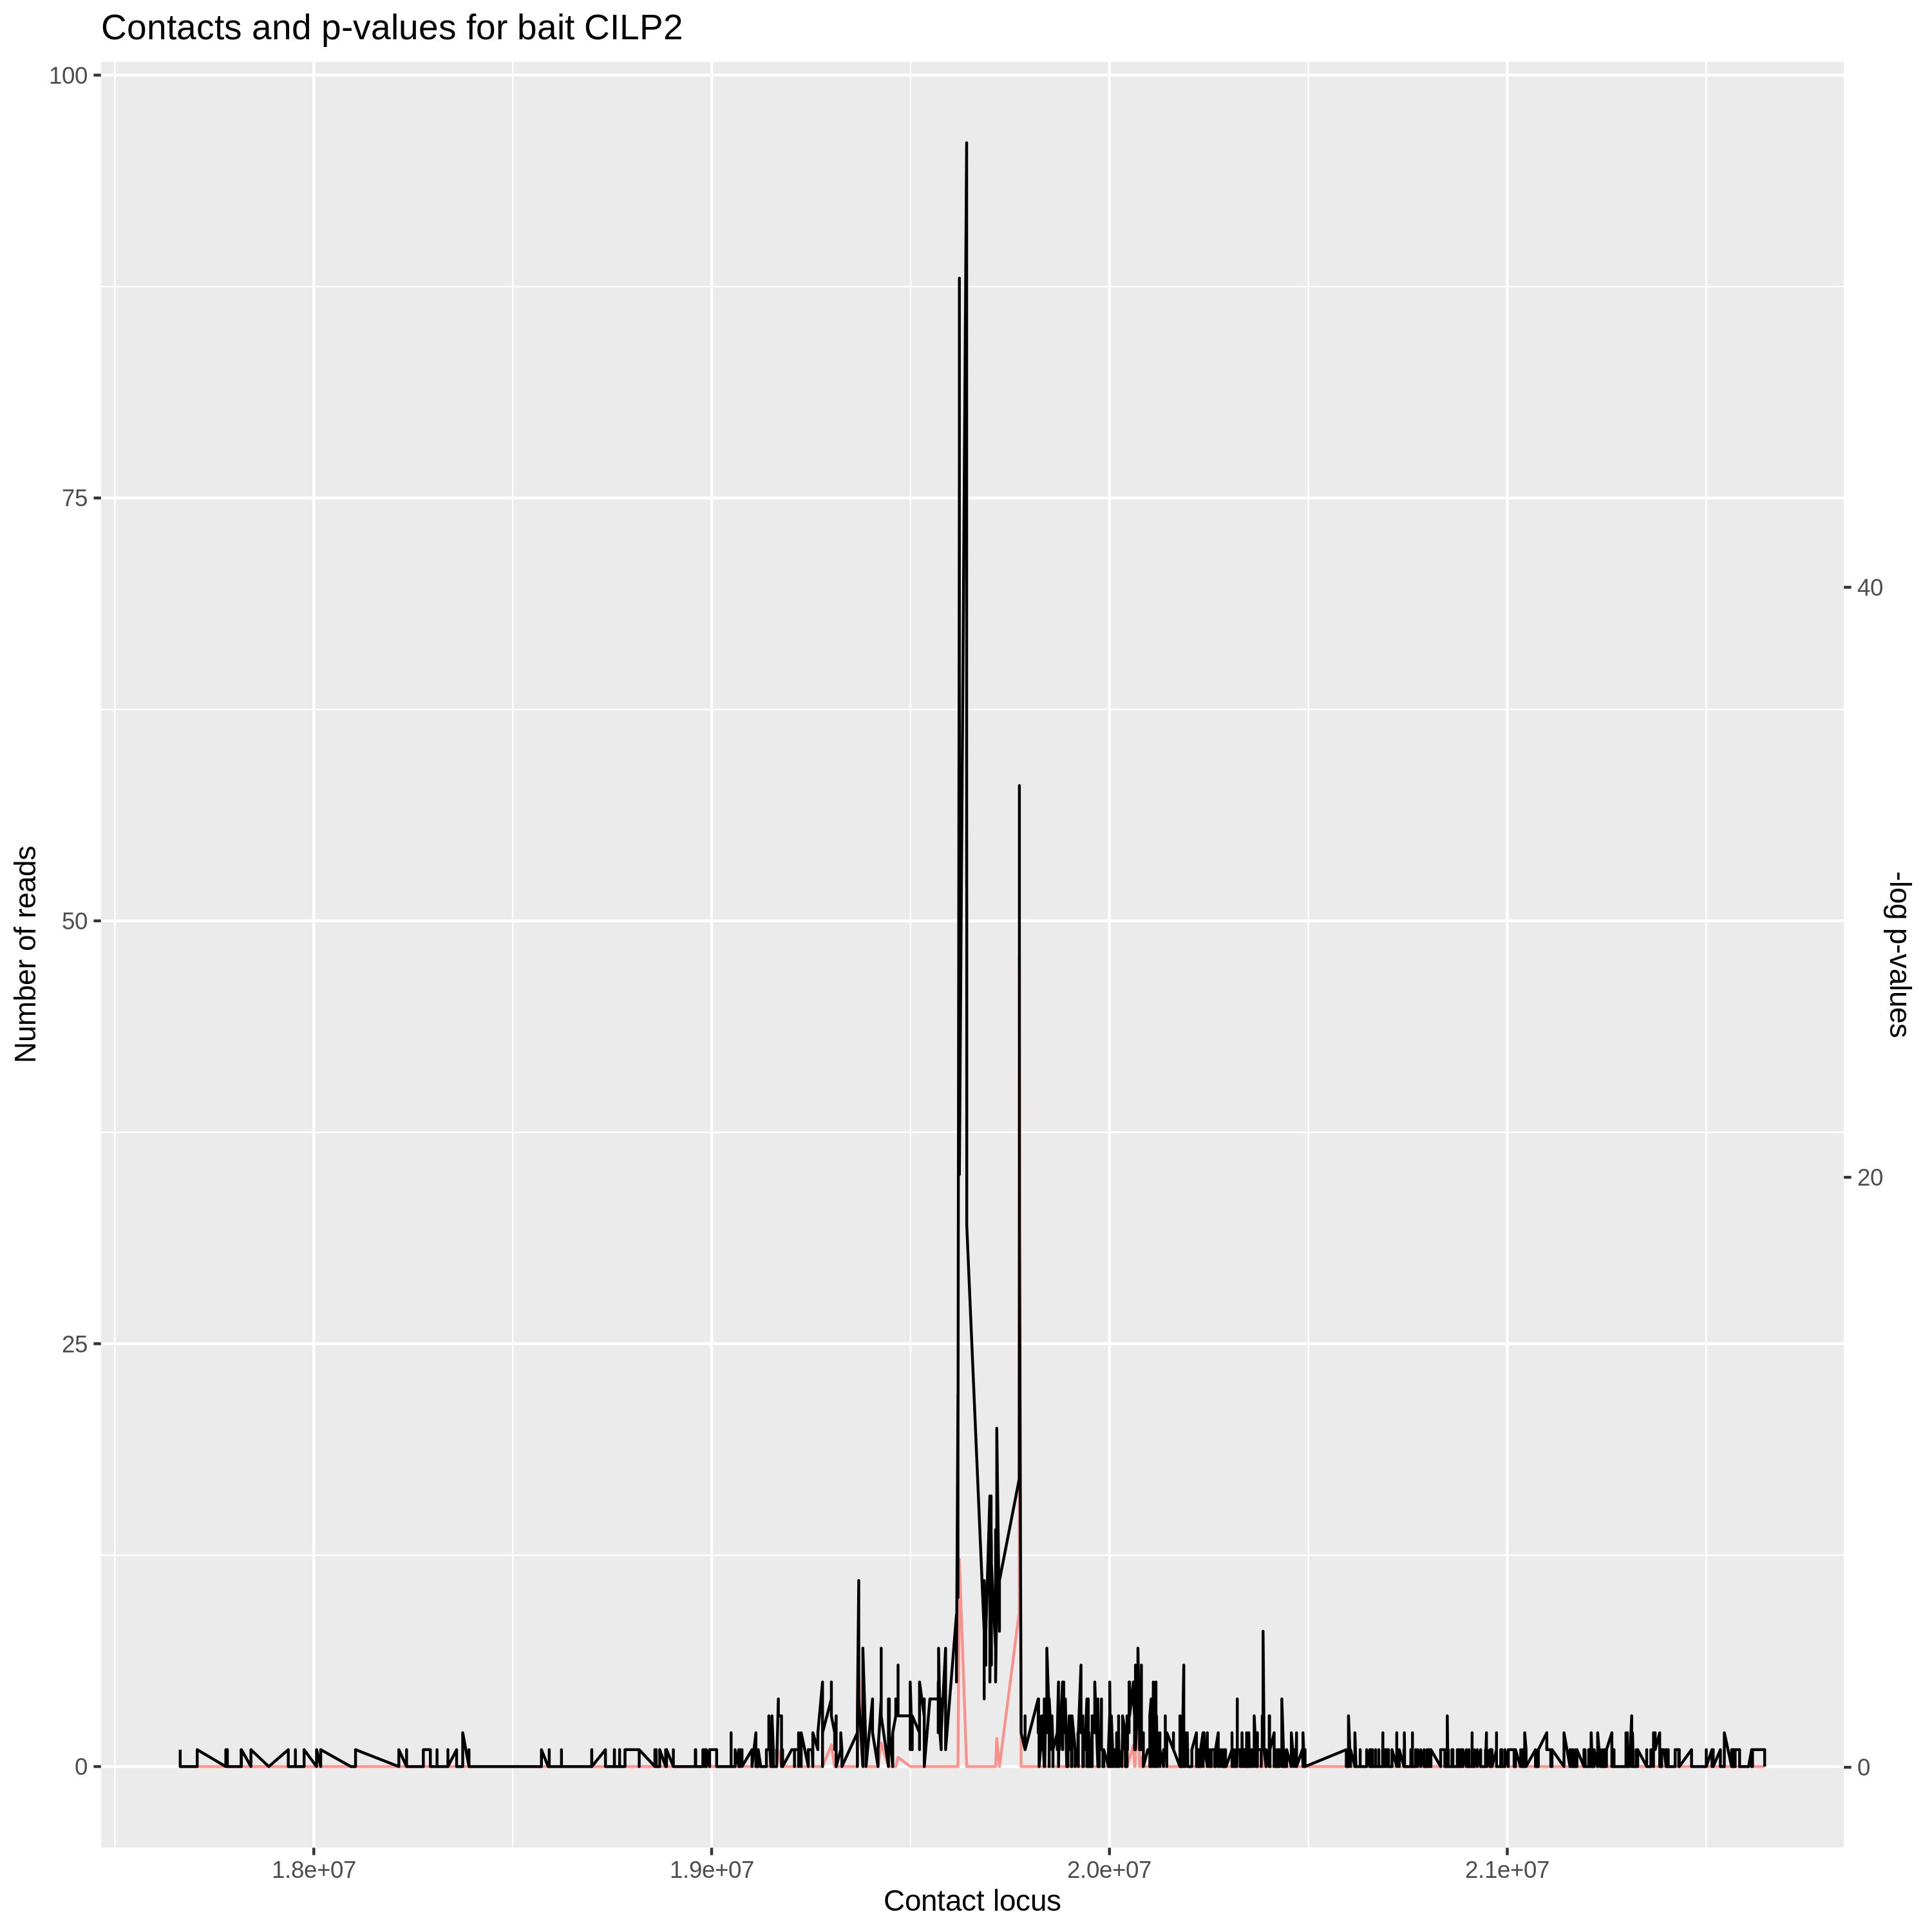 Contacts and p-values for bait CILP2
100
75
50
25
0
Number of reads
40
20
0
-log p-values
1.8e+07
1.9e+07
2.0e+07
2.1e+07
Contact locus